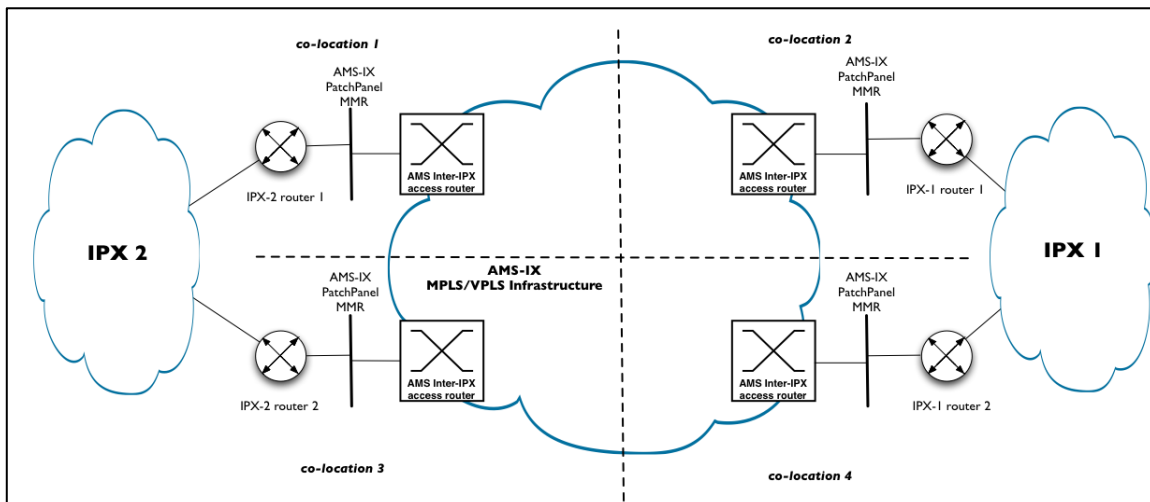 co-location 1
co-location 2
AMS-IX
PatchPanel
MMR
AMS-IX
PatchPanel
MMR
AMS Inter-IPX
access router
AMS Inter-IPX
access router
IPX-2 router 1
IPX-1 router 1
IPX 2
IPX 1
AMS-IX
MPLS/VPLS Infrastructure
AMS-IX
PatchPanel
MMR
AMS-IX
PatchPanel
MMR
AMS Inter-IPX
access router
AMS Inter-IPX
access router
IPX-2 router 2
IPX-1 router 2
co-location 3
co-location 4